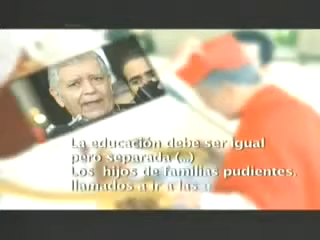 La educación debe ser igual
pero separada (...)
Los hijos de familias pudientes,
llamados a ir a las